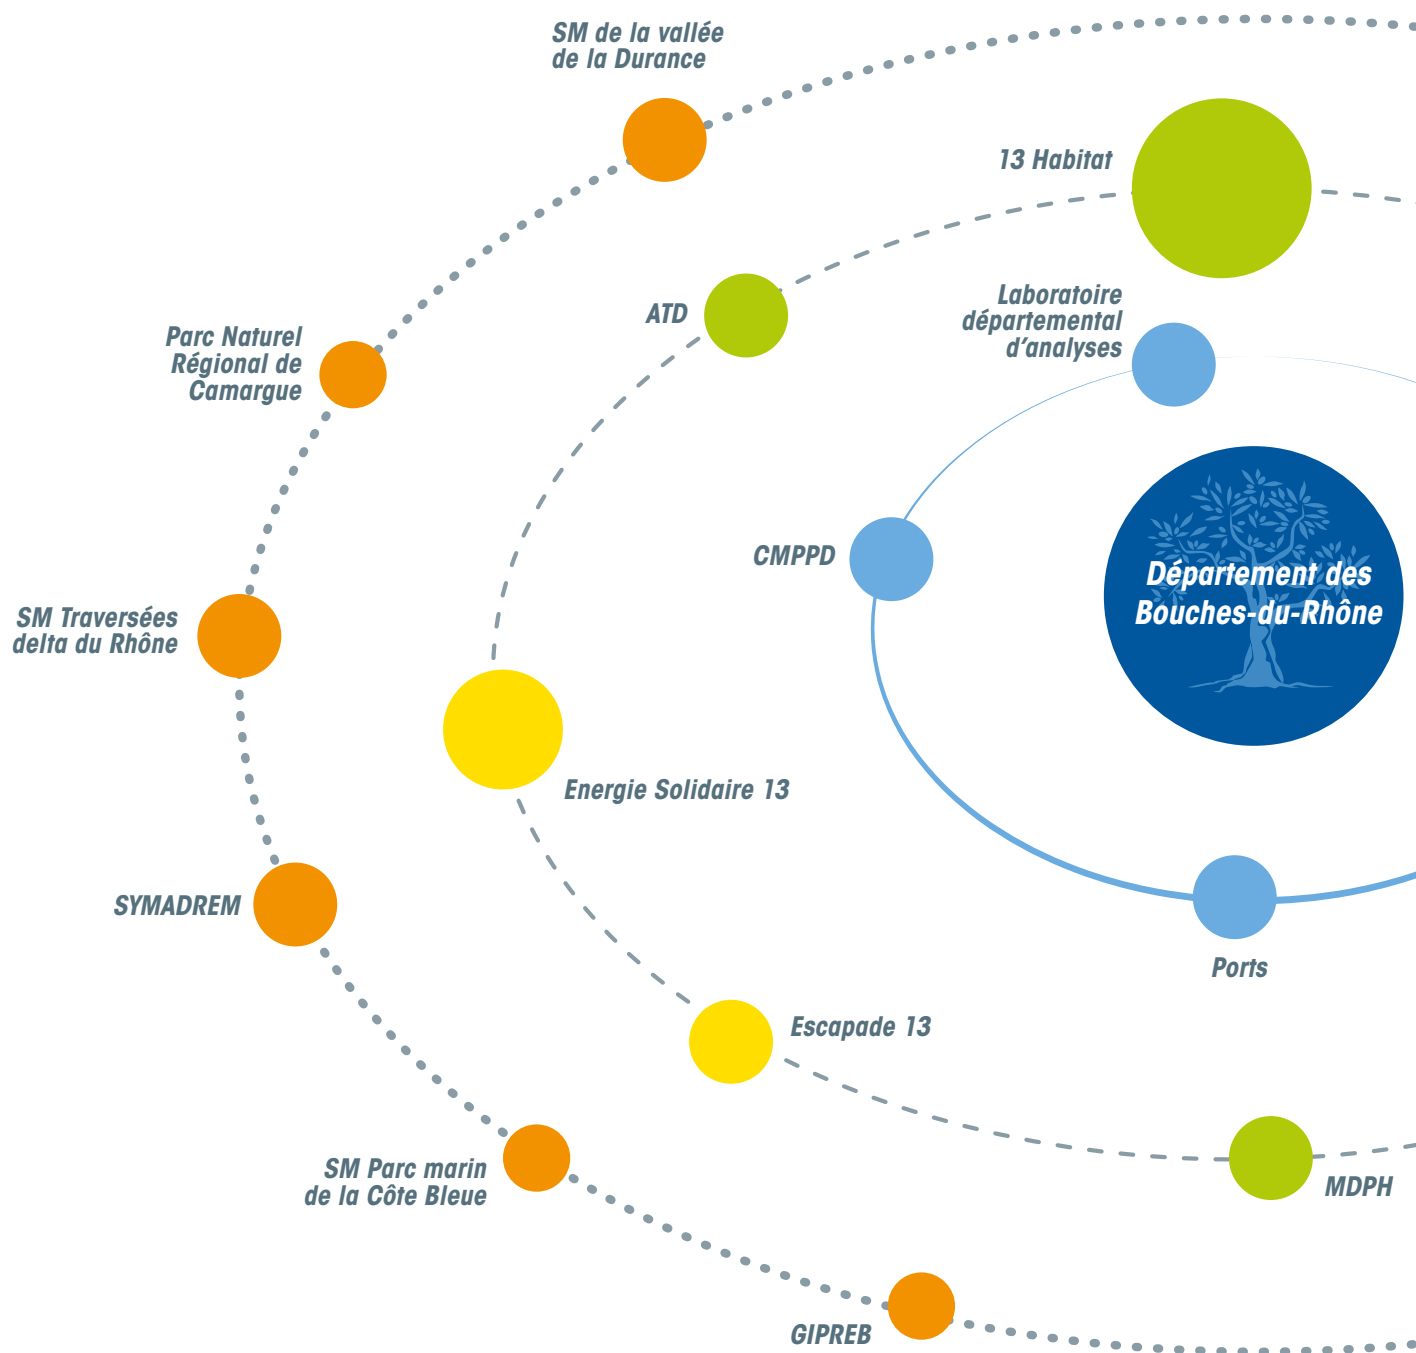 SM de la vallée
de la Durance
13 Habitat
Laboratoire
départemental
d’analyses
ATD
Parc Naturel
Régional de
Camargue
CMPPD
Département des
Bouches-du-Rhône
SM Traversées
delta du Rhône
Energie Solidaire 13
SYMADREM
Ports
Escapade 13
SM Parc marin
de la Côte Bleue
MDPH
GIPREB